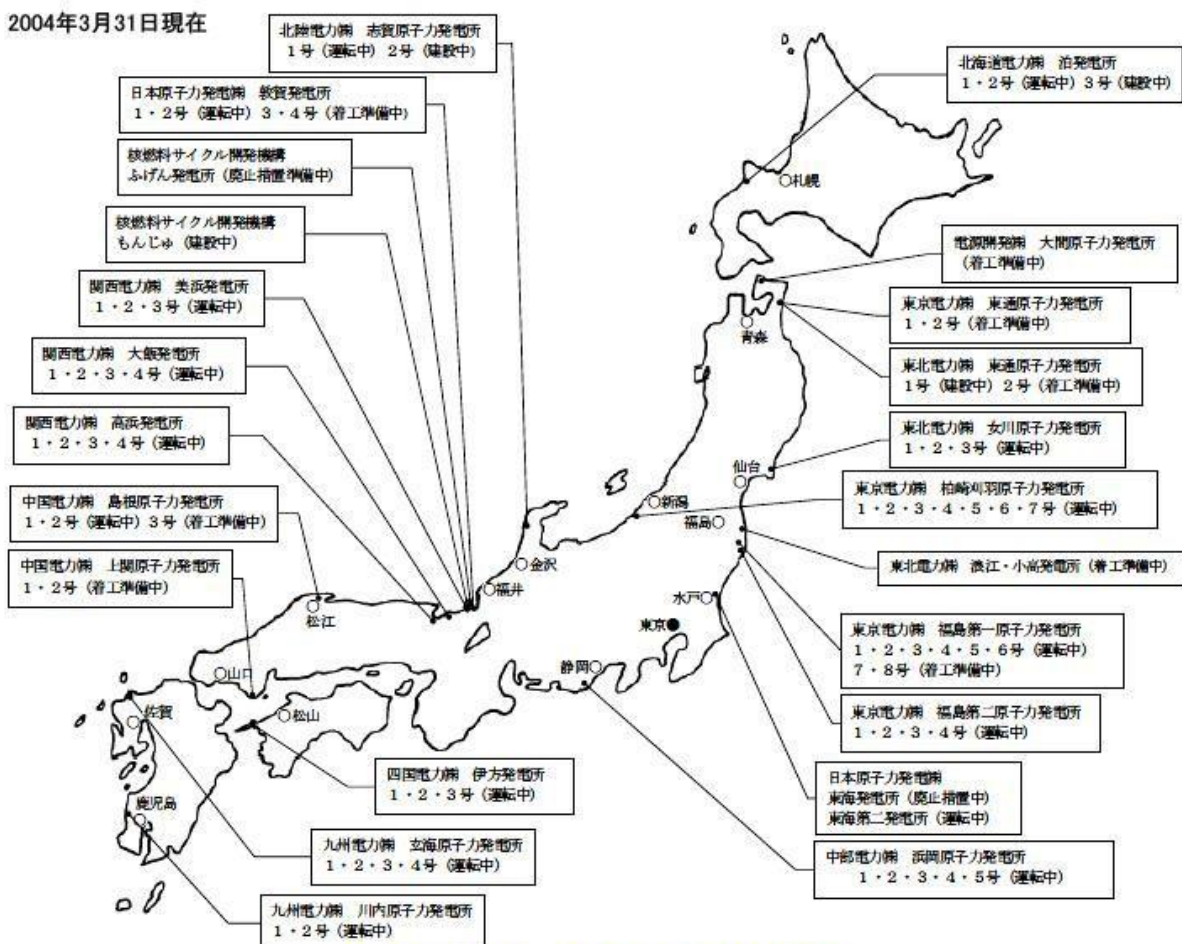 2004年3月31日現在
北陸電力㈱　志賀原子力発電所
1号（運転中）2号（建設中）
日本原子力発電㈱　敦賀発電所
1・2号（運転中）3・4号（着工準備中）
核燃料サイクル開発機構
ふげん発電所（廃止措置準備中）
核燃料サイクル開発機構
もんじゅ（建設中）
関西電力㈱　美浜発電所
1・2・3号（運転中）
関西電力㈱　大飯発電所
1・2・3・4号（運転中）
関西電力㈱　高浜発電所
1・2・3・4号（運転中）
中国電力㈱　島根原子力発電所
1・2号（運転中）3号（着工準備中）
中国電力㈱　上関原子力発電所
1・2号（着工準備中）
北海道電力㈱　泊発電所
1・2号（運転中）3号（建設中）
札幌
電源開発㈱　大間原子力発電所
（着工準備中）
東京電力㈱　東通原子力発電所
1・2号（着工準備中）
青森
東北電力㈱　東通原子力発電所
1号（建設中）2号（着工準備中）
東北電力㈱　女川原子力発電所
1・2・3号（運転中）
仙台
東京電力㈱　柏崎刈羽原子力発電所
1・2・3・4・5・6・7号（運転中）
新潟
福島
東北電力㈱　浪江・小高発電所（着工準備中）
金沢
福井
水戸
松江
東京
東京電力㈱　福島第一原子力発電所
1・2・3・4・5・6号（運転中）
7・8号（着工準備中）
静岡
山口
東京電力㈱　福島第二原子力発電所
1・2・3・4号（運転中）
佐賀
松山
四国電力㈱　伊方発電所
1・2・3号（運転中）
日本原子力発電㈱
東海発電所（廃止措置中）
東海第二発電所（運転中）
鹿児島
九州電力㈱　玄海原子力発電所
1・2・3・4号（運転中）
中部電力㈱　浜岡原子力発電所
1・2・3・4・5号（運転中）
九州電力㈱　川内原子力発電所
1・2号（運転中）